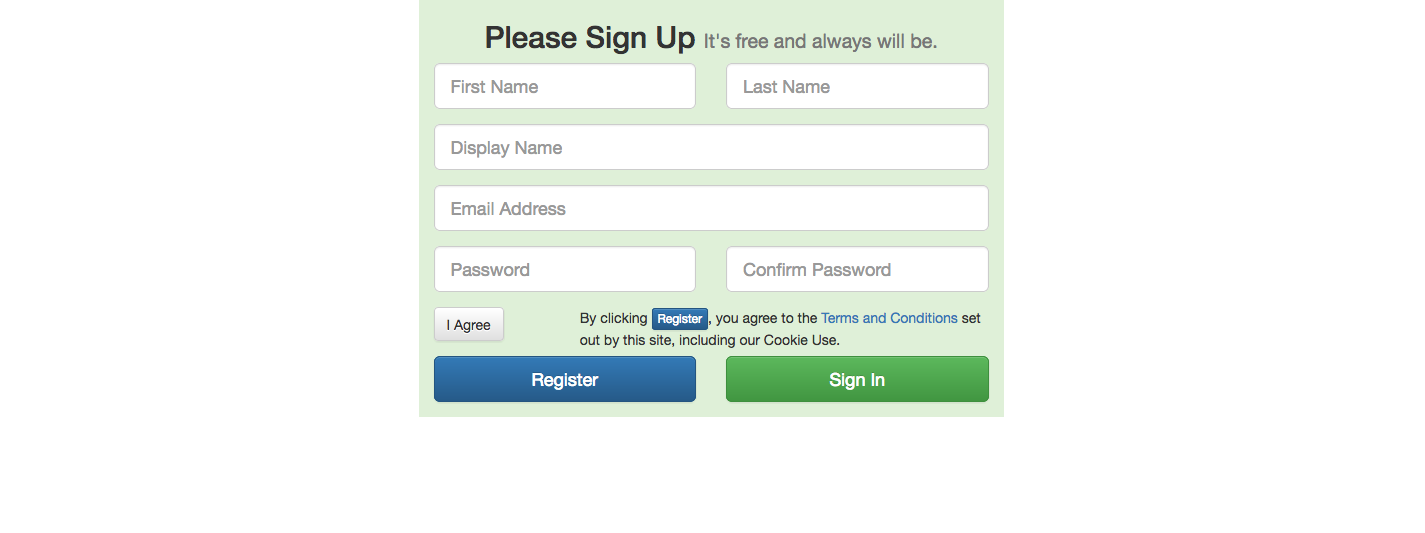 Please Sign Up It's free and always will be.
First Name Last Name
Display Name
Email Address
Password Confirm Password
I Agree By clicking Register, you agree to the Terms and Conditions set
out by this site, including our Cookie Use.
Register Sign In